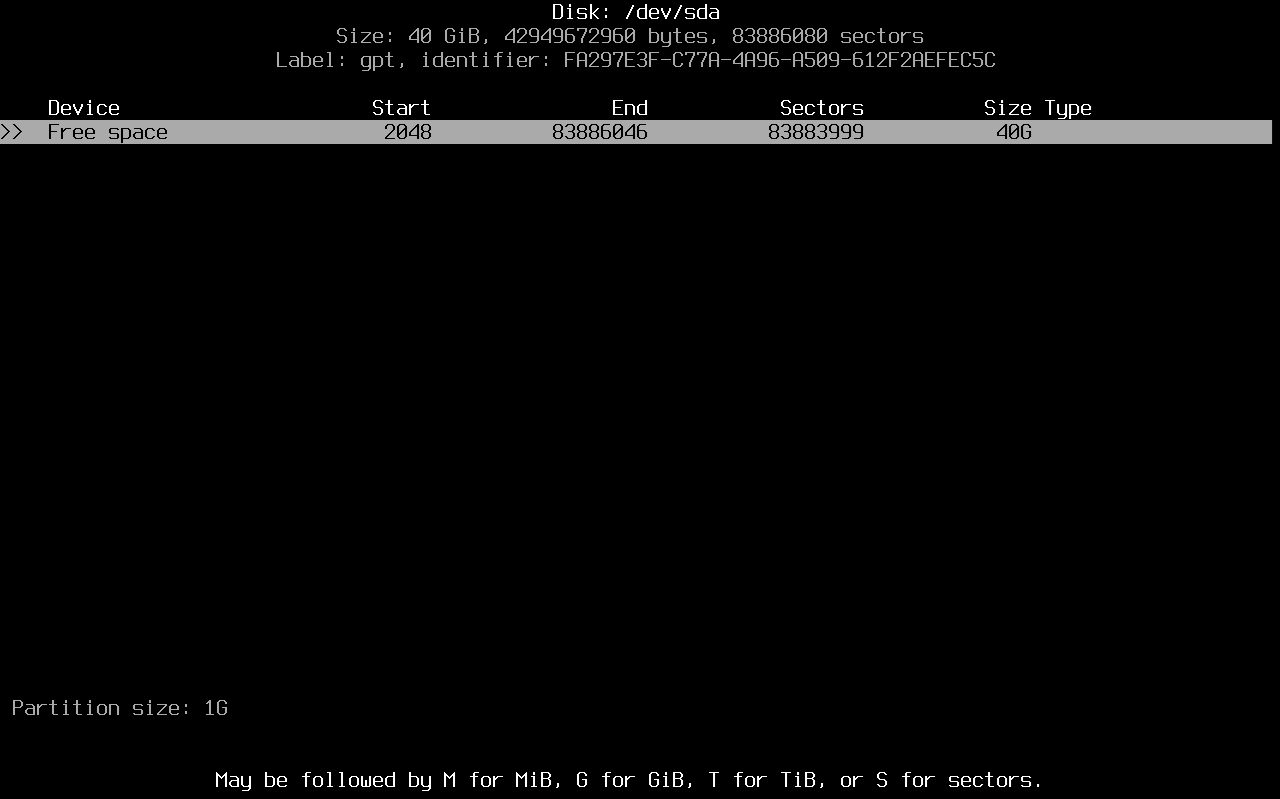 Disk: /dev/sda
Size: 40 GiB, 42949672960 bytes, 83886080 sectors
Label: gpt, identifier: FA297E3F-C77A-4A96-A509-612F2AEFEC5C
Device Start End Sectors Size Type
>> Free space 2048 83886046 83883999 40G
Partition size: 1G
May be followed by M for MiB, G for GiB, T for TiB, or S for sectors.